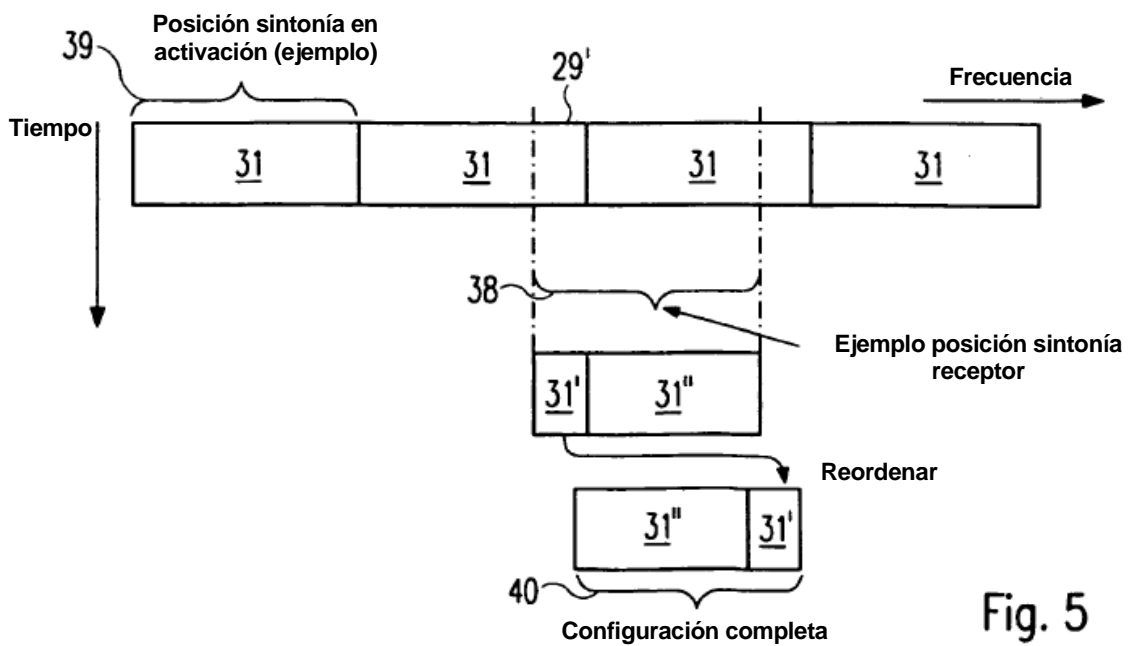 Posición sintonía en
activación (ejemplo)
39
29'
Frecuencia
Tiempo
31 31 31 31
38
Ejemplo posición sintonía
receptor
31' 31"
Reordenar
31" 31'
40
Configuración completa
Fig. 5